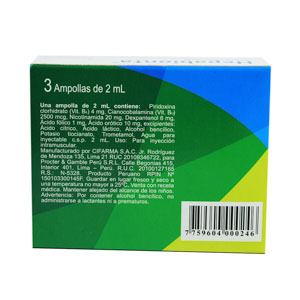 3 Ampollas de 2 mL
Una ampolla de 2 mL contiene: Piridoxina
clorhidrato (Vit. B₆) 4 mg, Cianocobalamina (Vit. B₁₂)
2500 mcg, Nicotinamida 20 mg, Dexpantenol 6 mg,
Ácido fólico 1 mg, Ácido orótico 10 mg, excipientes:
Ácido cítrico, Ácido láctico, Alcohol bencílico,
Potasio tiocianato, Trometamol, Agua para
inyectable c.s.p. 2 mL. Uso: Para inyección
intramuscular.
Manufacturado por CIFARMA S.A.C. Jr. Rodríguez
de Mendoza 135, Lima 21 RUC 20109346722, para
Procter & Gamble Perú S.R.L. Calle Begonias 415,
Interior 401, Lima – Perú. R.U.C.
R.S.: N-5328. Producto Peruano RPIN N°
Guardar en lugar fresco y seco a
una temperatura no mayor a 25°C. Venta con receta
médica. Mantener alejado del alcance de los niños.
Advertencia: Por contener alcohol bencílico, no
administrarse a lactantes ni a prematuros.
7 759604 000246